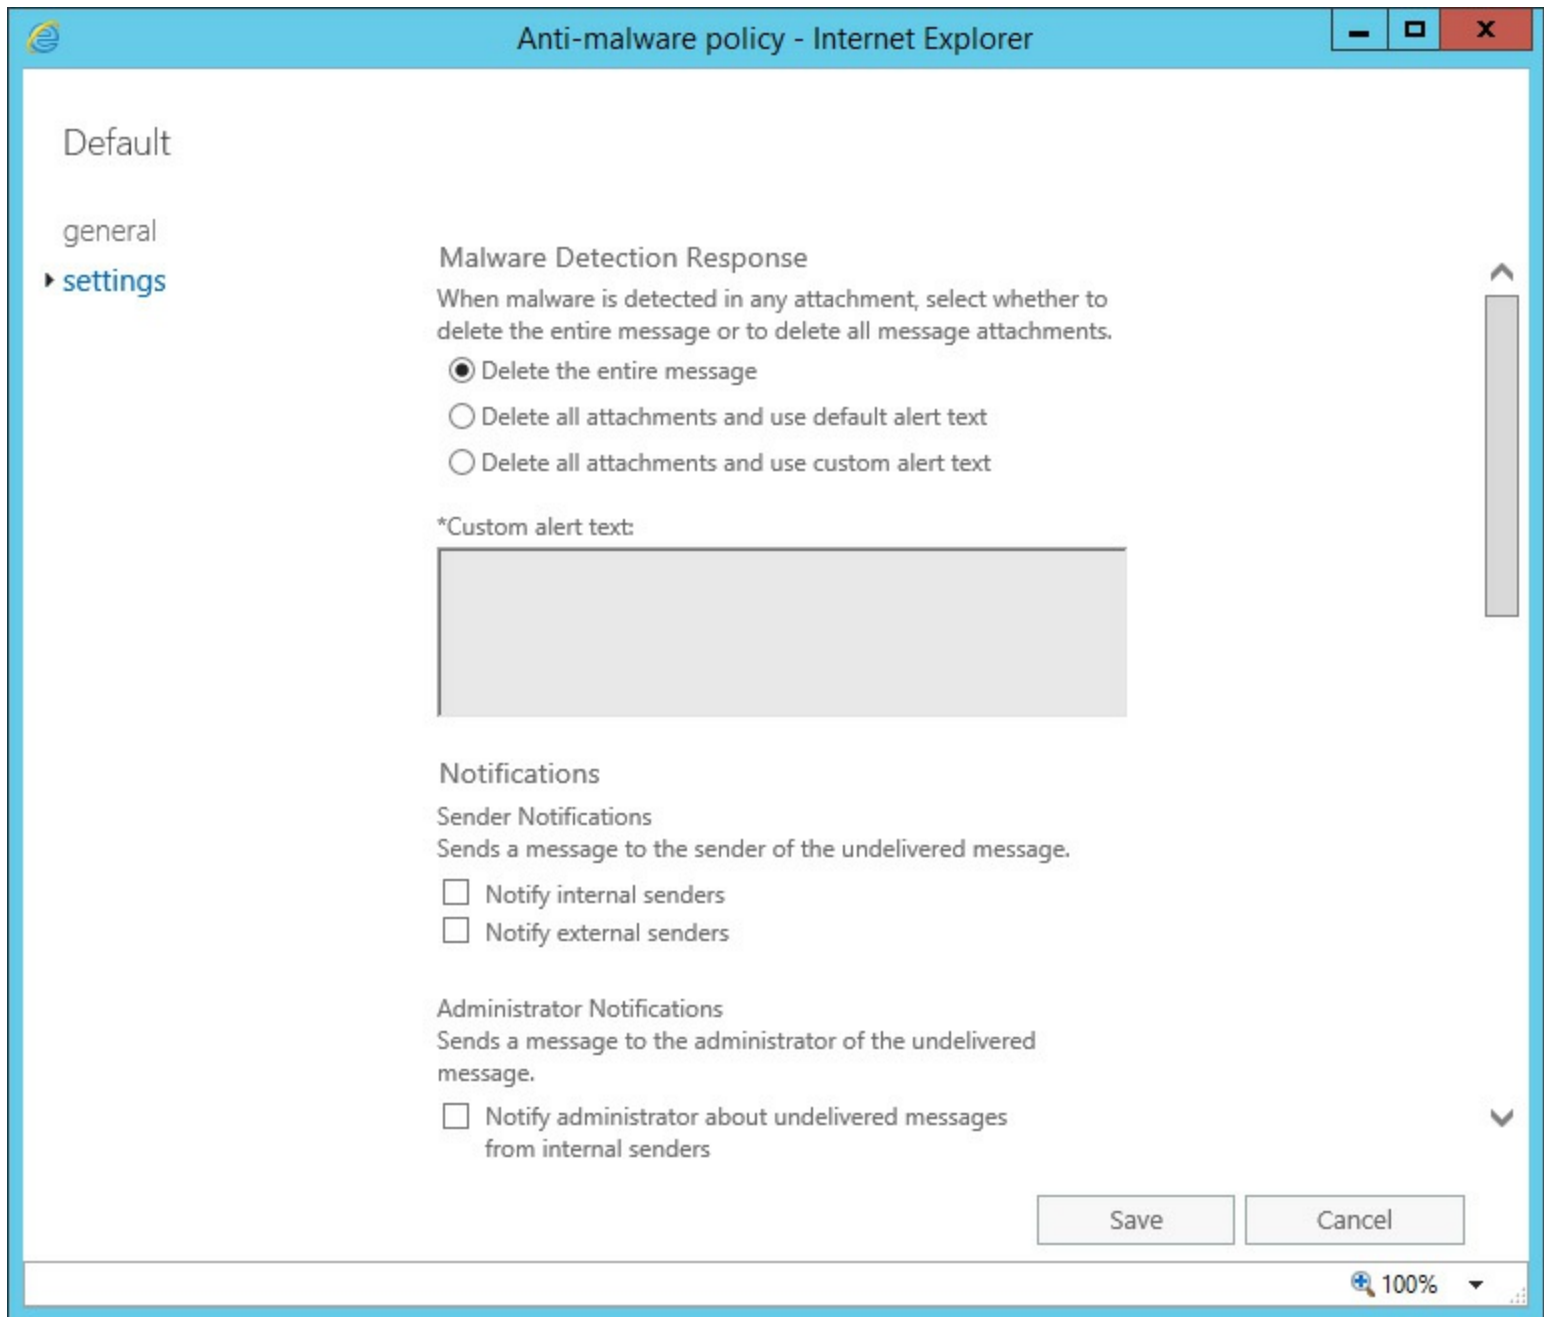 Anti-malware policy - Internet Explorer
Default
general
settings
Malware Detection Response
When malware is detected in any attachment, select whether to
delete the entire message or to delete all message attachments.
Delete the entire message
Delete all attachments and use default alert text
Delete all attachments and use custom alert text
*Custom alert text:
Notifications
Sender Notifications
Sends a message to the sender of the undelivered message.
Notify internal senders
Notify external senders
Administrator Notifications
Sends a message to the administrator of the undelivered
message.
Notify administrator about undelivered messages
from internal senders
Save Cancel
100%